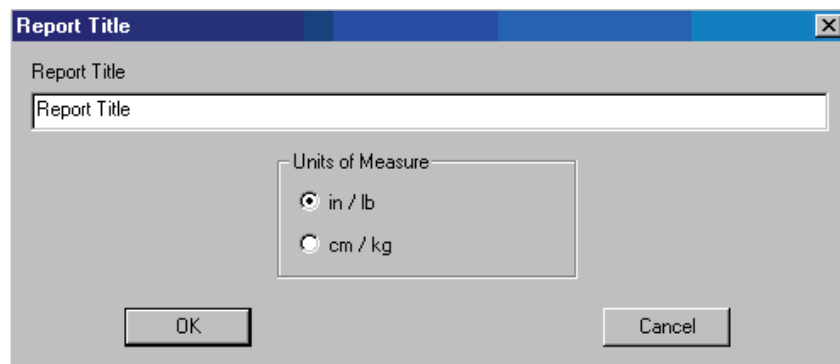 Report Title
Report Title
Report Title
Units of Measure
in / lb
cm / kg
OK
Cancel